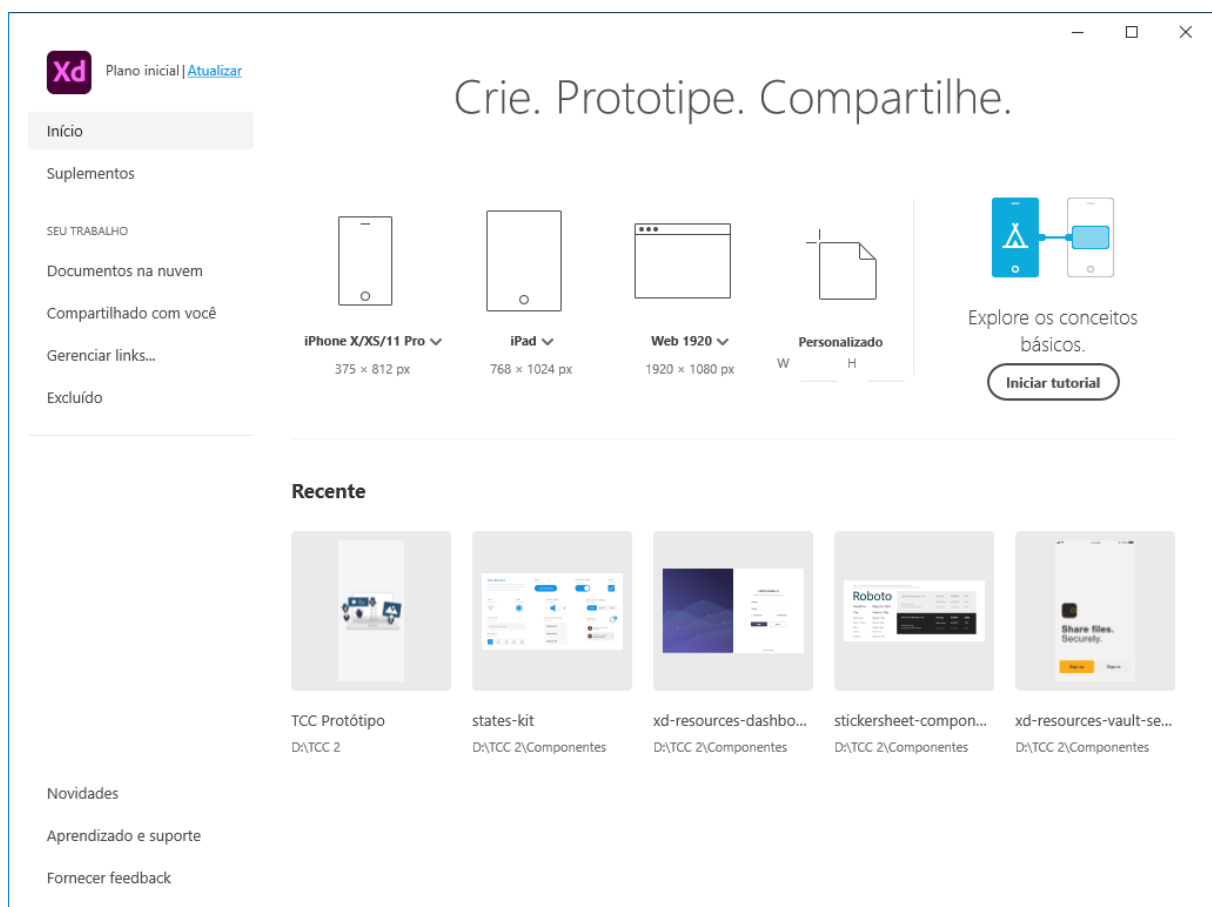 Xd
Plano inicial | Atualizar
Início
Suplementos
SEU TRABALHO
Documentos na nuvem
Compartilhado com você
Gerenciar links...
Excluído
Novidades
Aprendizado e suporte
Fornecer feedback
Crie. Prototipe. Compartilhe.
iPhone X/XS/11 Pro
375 × 812 px
iPad
768 × 1024 px
Web 1920
1920 × 1080 px
Personalizado
W H
Explore os conceitos
básicos.
Iniciar tutorial
Recente
Roboto
Share files.
Securely.
Sign up Sign in
TCC Protótipo
D:\TCC 2
states-kit
D:\TCC 2\Componentes
xd-resources-dashbo...
D:\TCC 2\Componentes
stickersheet-compon...
D:\TCC 2\Componentes
xd-resources-vault-se...
D:\TCC 2\Componentes